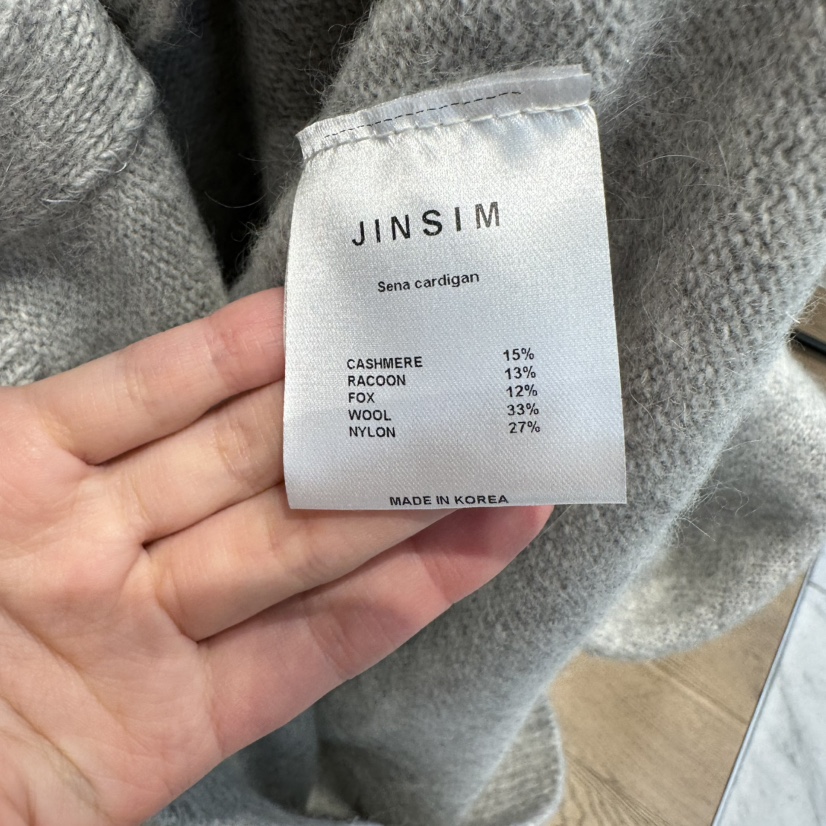 JINSIM
Sena cardigan
CASHMERE 15%
RACOON 13%
FOX 12%
WOOL 33%
NYLON 27%
MADE IN KOREA